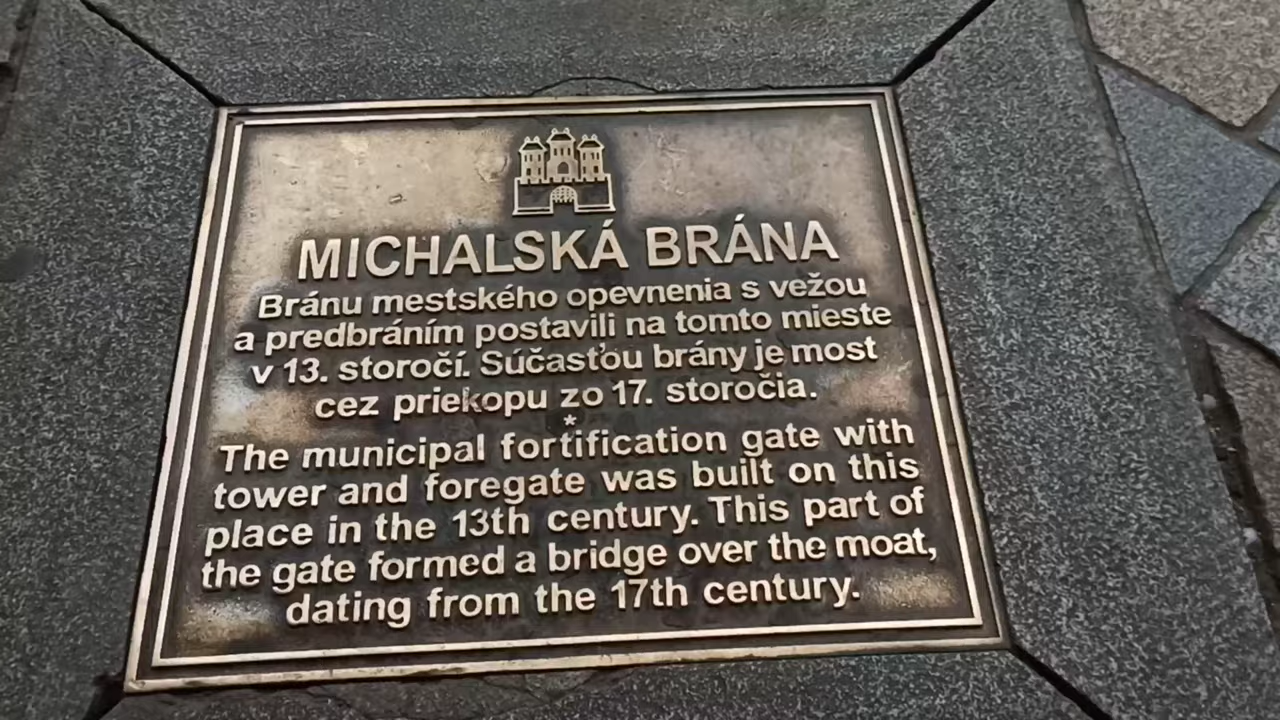 MICHALSKÁ BRÁNA
Bránu mestského opevnenia s vežou
a predbráním postavili na tomto mieste
v 13. storočí. Súčasťou brány je most
cez priekopu zo 17. storočia.
*
The municipal fortification gate with
tower and foregate was built on this
place in the 13th century. This part of
the gate formed a bridge over the moat,
dating from the 17th century.